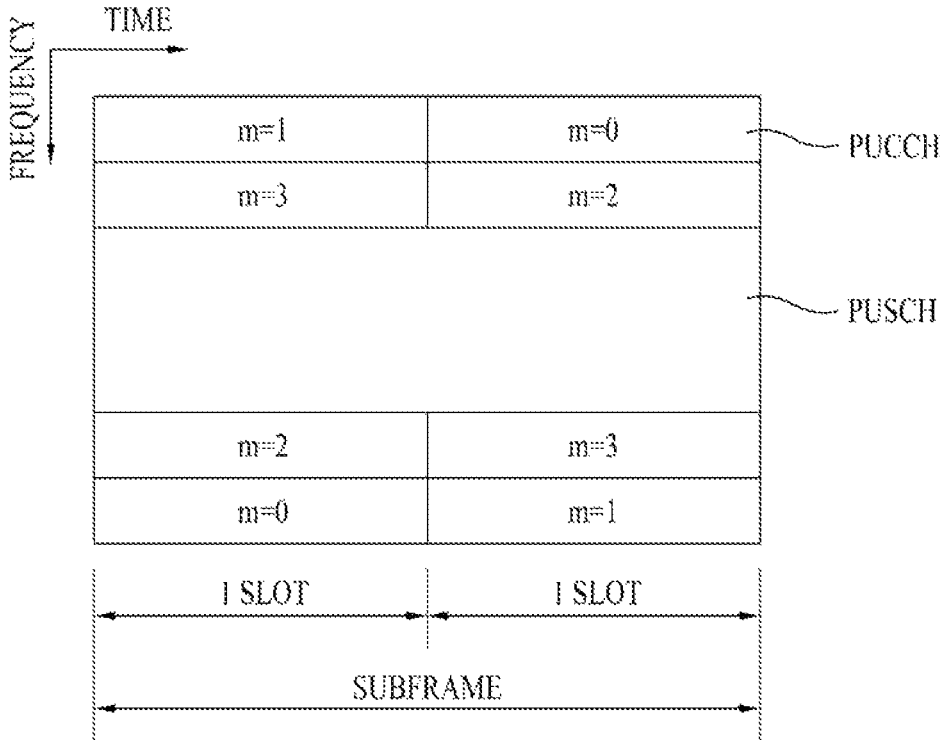 TIME
FREQUENCY
m=1 m=0
PUCCH
m=3 m=2
PUSCH
m=2 m=3
m=0 m=1
1 SLOT 1 SLOT
SUBFRAME